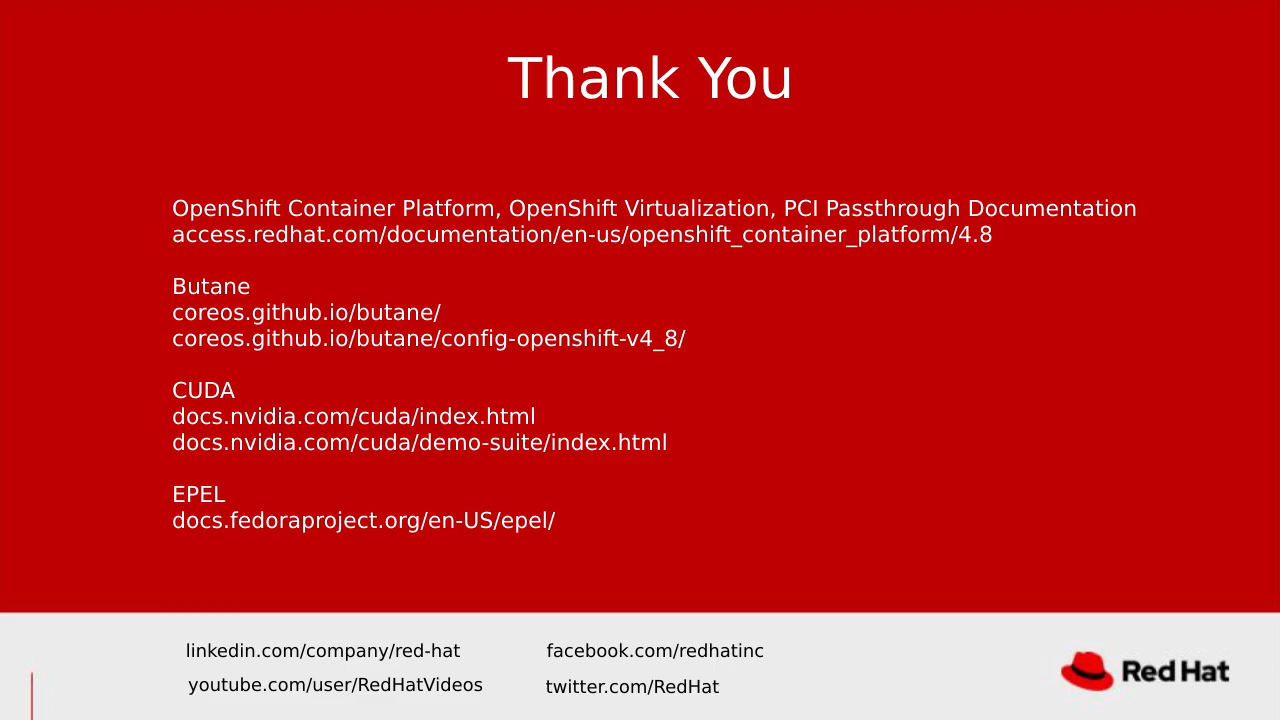 Thank You
OpenShift Container Platform, OpenShift Virtualization, PCI Passthrough Documentation
access.redhat.com/documentation/en-us/openshift_container_platform/4.8
Butane
coreos.github.io/butane/
coreos.github.io/butane/config-openshift-v4_8/
CUDA
docs.nvidia.com/cuda/index.html
docs.nvidia.com/cuda/demo-suite/index.html
EPEL
docs.fedoraproject.org/en-US/epel/
linkedin.com/company/red-hat
facebook.com/redhatinc
youtube.com/user/RedHatVideos
twitter.com/RedHat
Red Hat